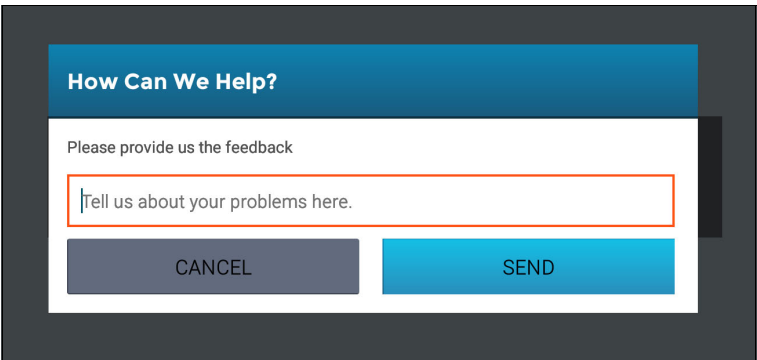 How Can We Help?
Please provide us the feedback
Tell us about your problems here.
CANCEL SEND